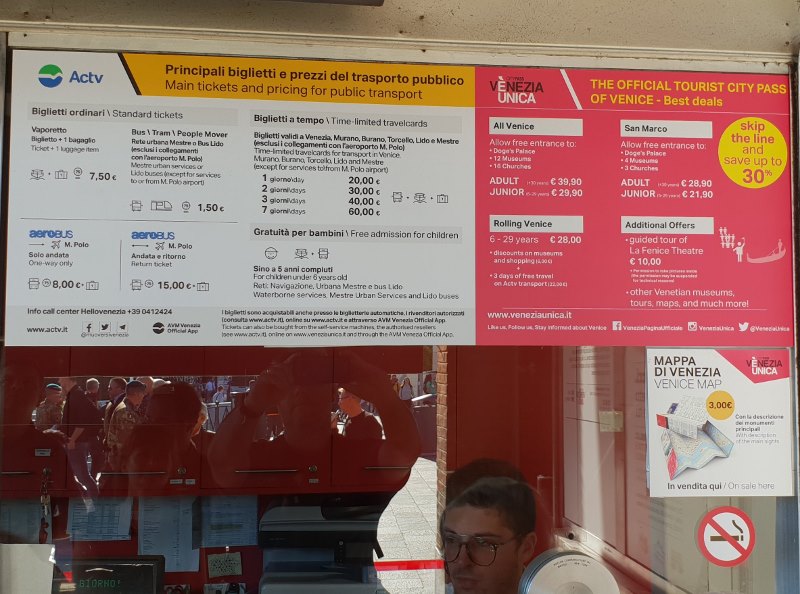 Actv
Principali biglietti e prezzi del trasporto pubblico
Main tickets and pricing for public transport
Biglietti ordinari \ Standard tickets
Vaporetto
Biglietto + 1 bagaglio
Ticket + 1 luggage item
7,50 €
Bus \ Tram \ People Mover
Rete urbana Mestre o Bus Lido
(esclusi i collegamenti
con l'aeroporto M. Polo)
Mestre urban services or
Lido buses (except for services
to or from M. Polo airport)
1,50 €
aeroBUS
M. Polo
Solo andata
One-way only
8,00 €
aeroBUS
M. Polo
Andata e ritorno
Return ticket
15,00 €
Biglietti a tempo \ Time-limited travelcards
Biglietti validi a Venezia, Murano, Burano, Torcello, Lido e Mestre
(esclusi i collegamenti con l'aeroporto M. Polo)
Time-limited travelcards for transport in Venice,
Murano, Burano, Torcello, Lido and Mestre
(except for services to/from M. Polo airport)
1 giorno\day 20,00 €
2 giorni\days 30,00 €
3 giorni\days 40,00 €
7 giorni\days 60,00 €
Gratuità per bambini \ Free admission for children
Sino a 5 anni compiuti
For children under 6 years old
Reti: Navigazione, Urbana Mestre e bus Lido
Waterborne services, Mestre Urban Services and Lido buses
Info call center Hellovenezia +39 0412424
www.actv.it
@muoversivenezia
AVM Venezia
Official App
I biglietti sono acquistabili anche presso le biglietterie automatiche, i rivenditori autorizzati
(consulta www.actv.it), online su www.actv.it e attraverso AVM Venezia Official App.
Tickets can also be bought from the self-service machines, the authorised resellers
(see www.actv.it), online on www.actv.it and through the AVM Venezia Official App.
VENEZIA
UNICA
THE OFFICIAL TOURIST CITY PASS
OF VENICE - Best deals
All Venice
Allow free entrance to:
• Doge's Palace
• 12 Museums
• 16 Churches
ADULT (+30 years) € 39,90
JUNIOR (6-29 years) € 29,90
San Marco
Allow free entrance to:
• Doge's Palace
• 4 Museums
• 3 Churches
ADULT (+30 years) € 28,90
JUNIOR (6-29 years) € 21,90
skip
the line
and
save up to
30%
Rolling Venice
6 - 29 years € 28,00
• discounts on museums
and shopping (6,00 €)
+
• 3 days of free travel
on Actv transport (22,00 €)
Additional Offers
• guided tour of
La Fenice Theatre
€ 10,00
• other Venetian museums,
tours, maps, and much more!
www.veneziaunica.it
Like us, Follow us, Stay informed about Venice
VeneziaPaginaUfficiale
VeneziaUnica
@VeneziaUnica
MAPPA
DI VENEZIA
VENICE MAP
VENEZIA
UNICA
3,00€
Con la descrizione
dei monumenti
principali
With description
of the main sights
In vendita qui / On sale here
GIORNO!